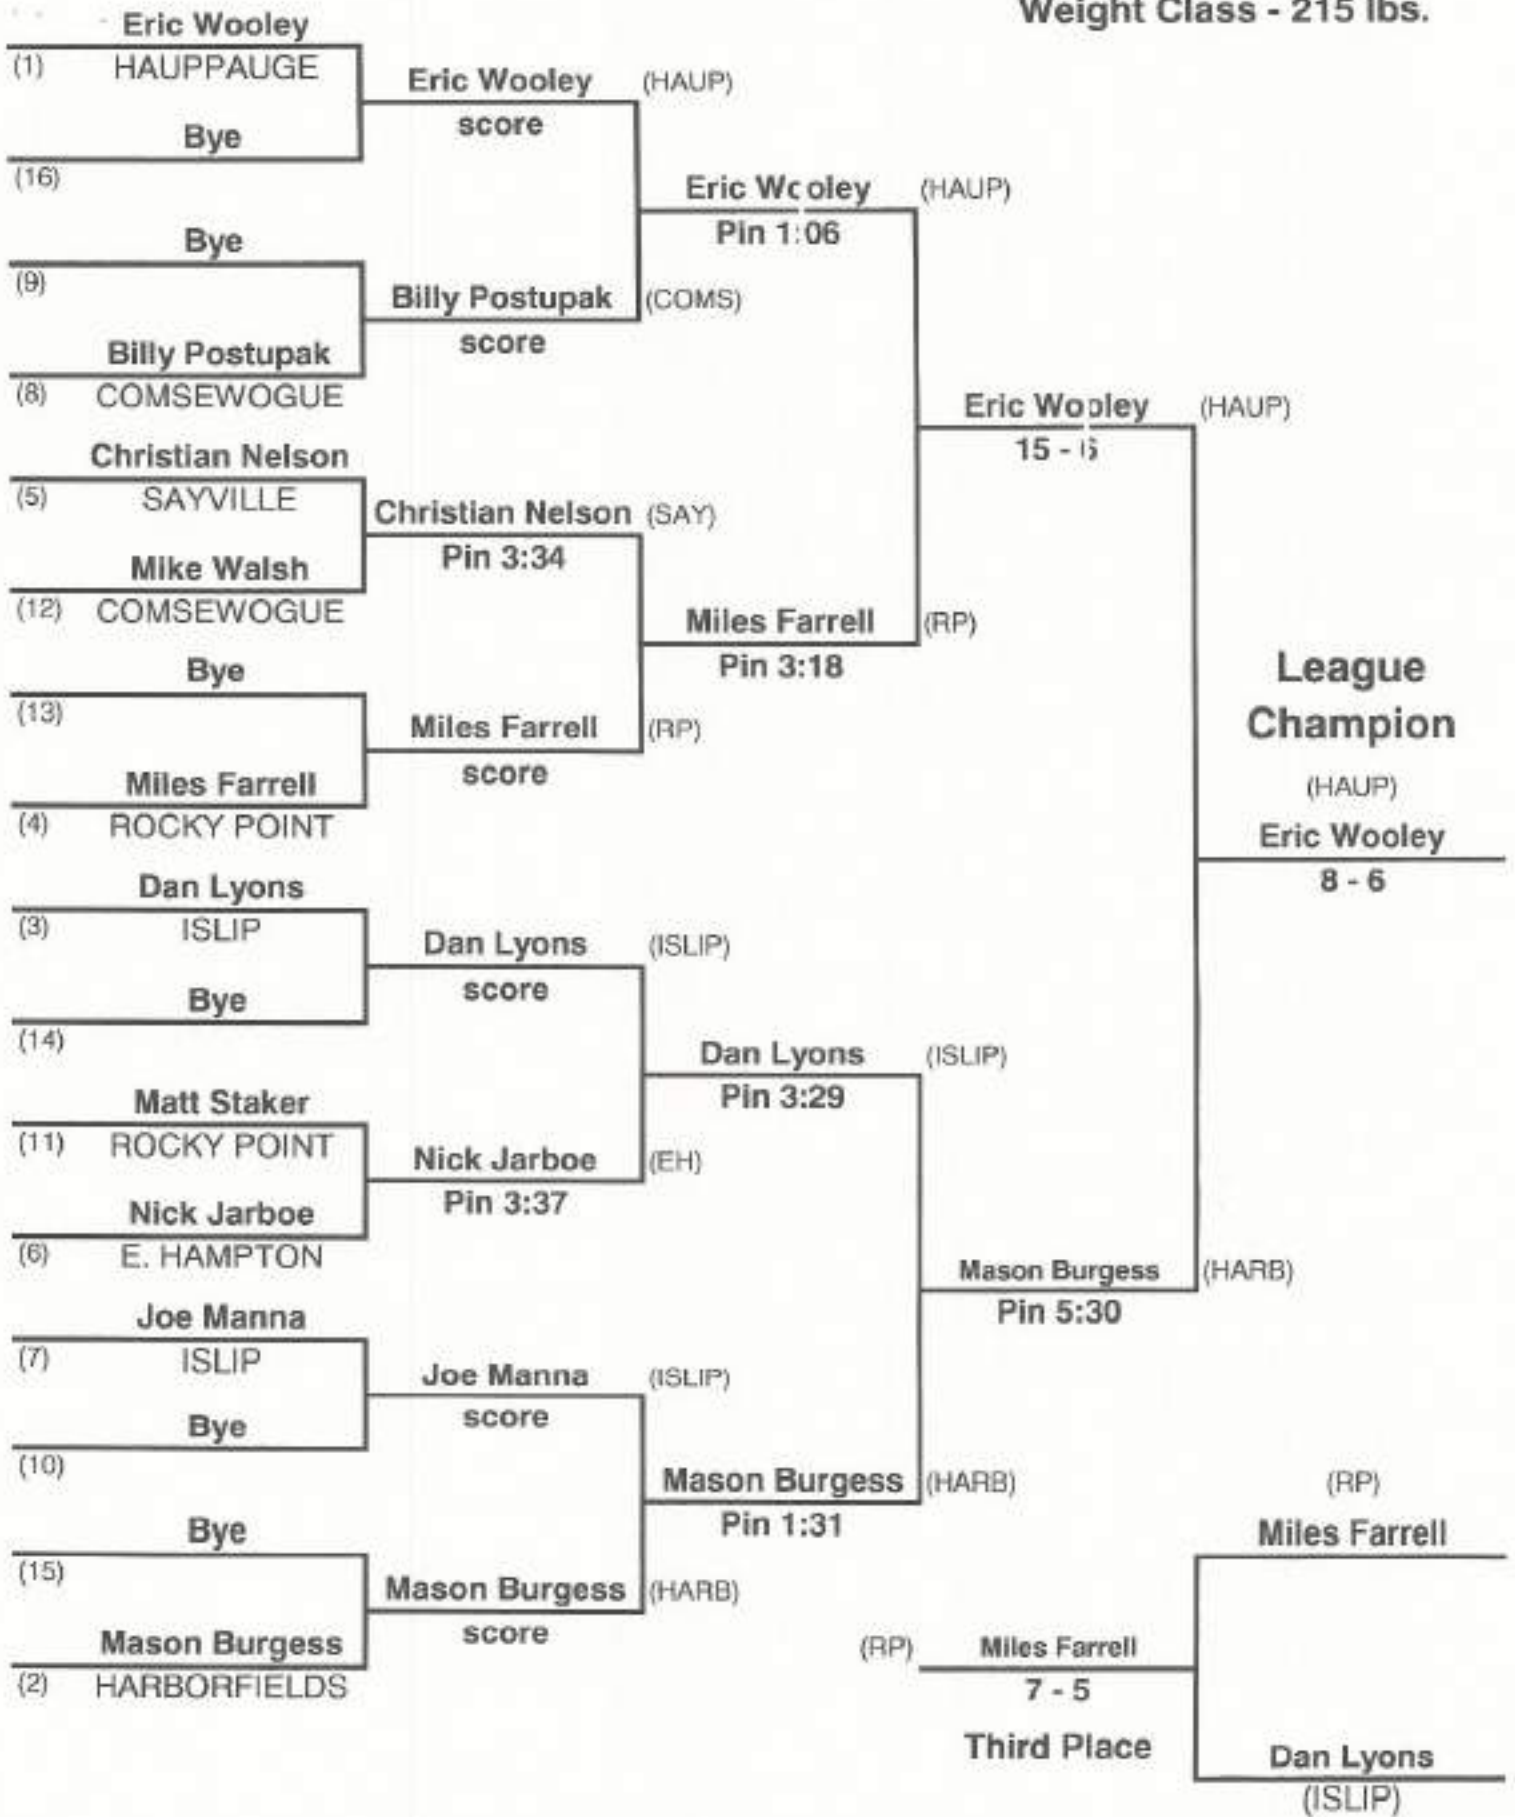 Weight Class - 215 lbs.
Eric Wooley
(1) HAUPPAUGE
Bye
(16)
Eric Wooley (HAUP)
score
Bye
(9)
Billy Postupak
(8) COMSEWOGUE
Billy Postupak (COMS)
score
Eric Wooley (HAUP)
Pin 1:06
Christian Nelson
(5) SAYVILLE
Mike Walsh
(12) COMSEWOGUE
Christian Nelson (SAY)
Pin 3:34
Bye
(13)
Miles Farrell
(4) ROCKY POINT
Miles Farrell (RP)
score
Miles Farrell (RP)
Pin 3:18
Eric Wooley (HAUP)
15 - 6
Dan Lyons
(3) ISLIP
Bye
(14)
Dan Lyons (ISLIP)
score
Matt Staker
(11) ROCKY POINT
Nick Jarboe
(6) E. HAMPTON
Nick Jarboe (EH)
Pin 3:37
Dan Lyons (ISLIP)
Pin 3:29
Joe Manna
(7) ISLIP
Bye
(10)
Joe Manna (ISLIP)
score
Bye
(15)
Mason Burgess
(2) HARBORFIELDS
Mason Burgess (HARB)
score
Mason Burgess (HARB)
Pin 1:31
Mason Burgess (HARB)
Pin 5:30
League
Champion
(HAUP)
Eric Wooley
8 - 6
(RP)
Miles Farrell
(RP) Miles Farrell
7 - 5
Third Place
Dan Lyons
(ISLIP)